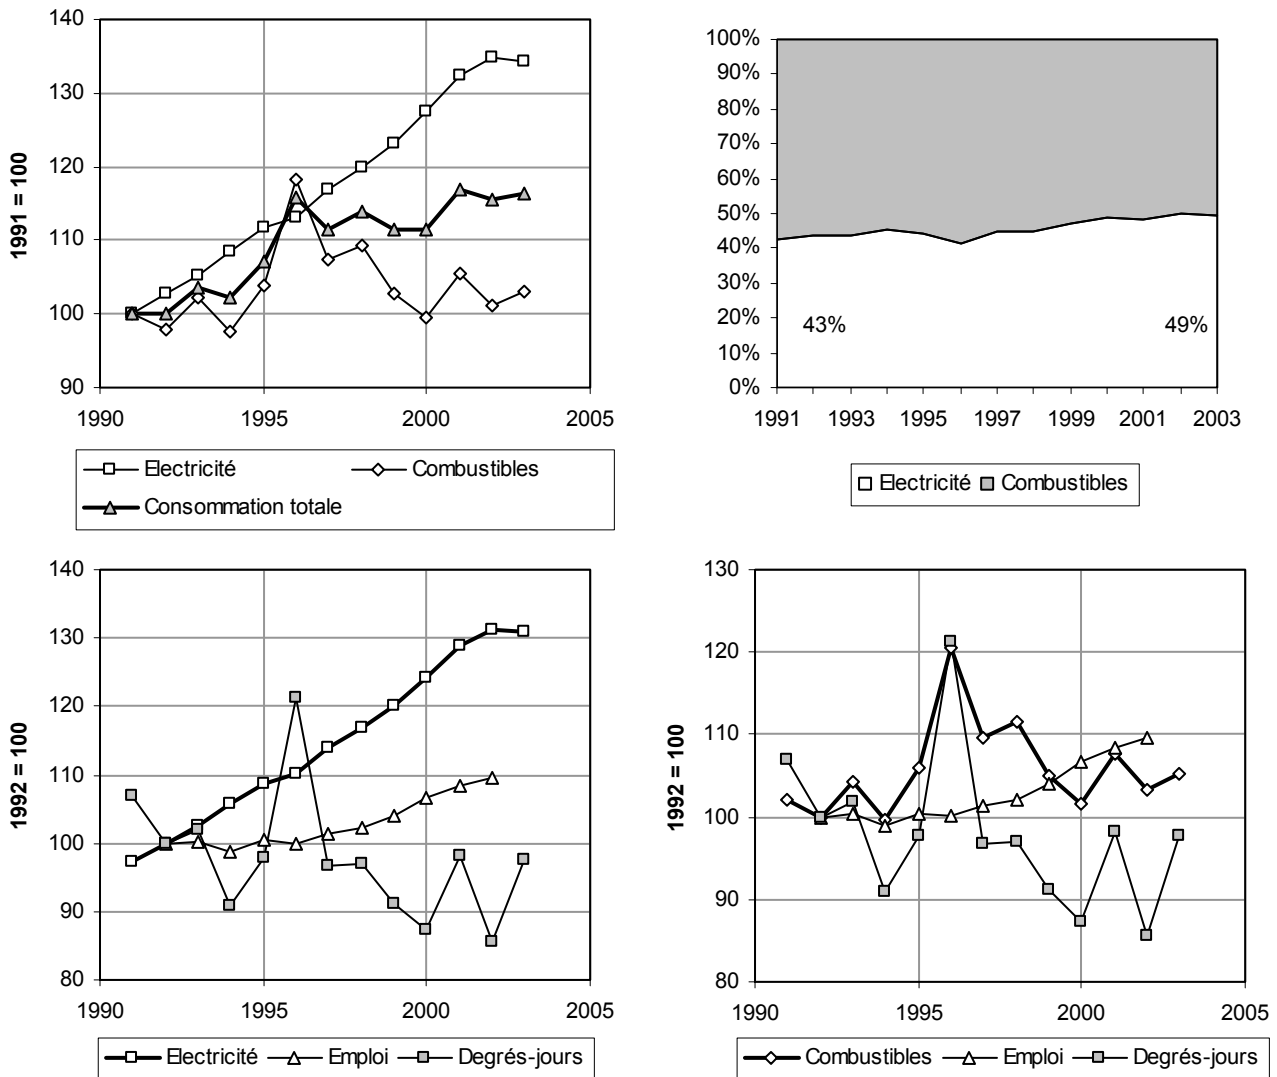 140
130
120
110
100
90
1991 = 100
1990 1995 2000 2005
Electricité Combustibles
Consommation totale
100%
90%
80%
70%
60%
50%
40%
30%
20%
10%
0%
43% 49%
1991 1993 1995 1997 1999 2001 2003
Electricité Combustibles
140
130
120
110
100
90
80
1992 = 100
1990 1995 2000 2005
Electricité Emploi Degrés-jours
130
120
110
100
90
80
1992 = 100
1990 1995 2000 2005
Combustibles Emploi Degrés-jours